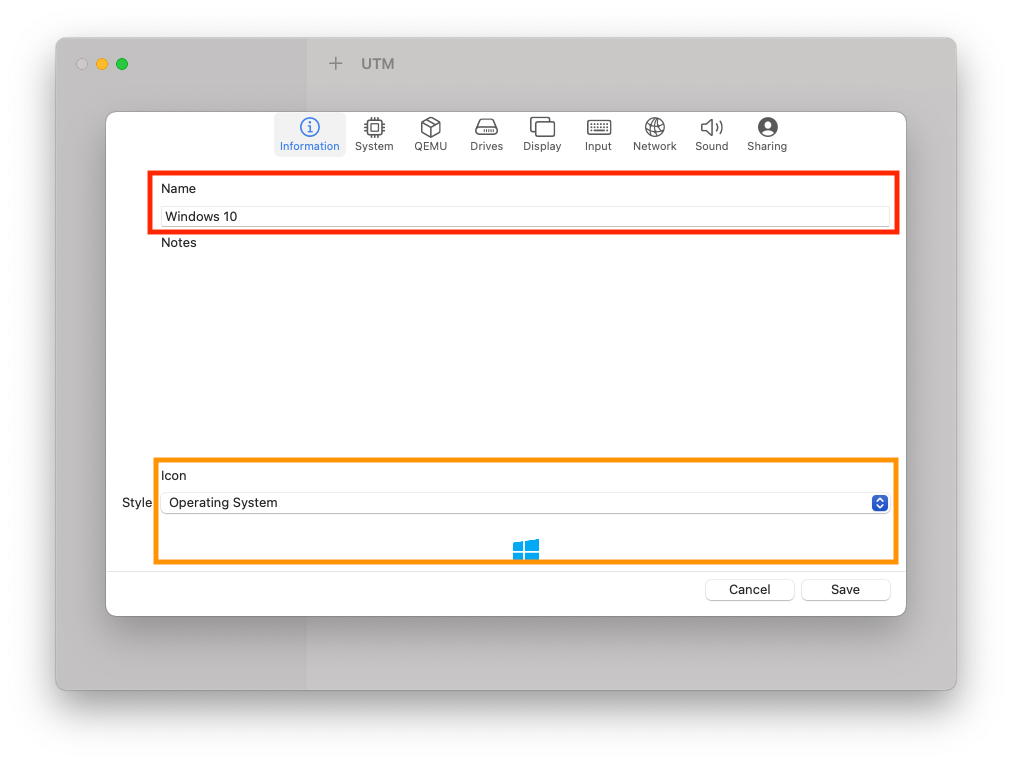 UTM
Information System QEMU Drives Display Input Network Sound Sharing
Name
Windows 10
Notes
Icon
Style Operating System
Cancel Save